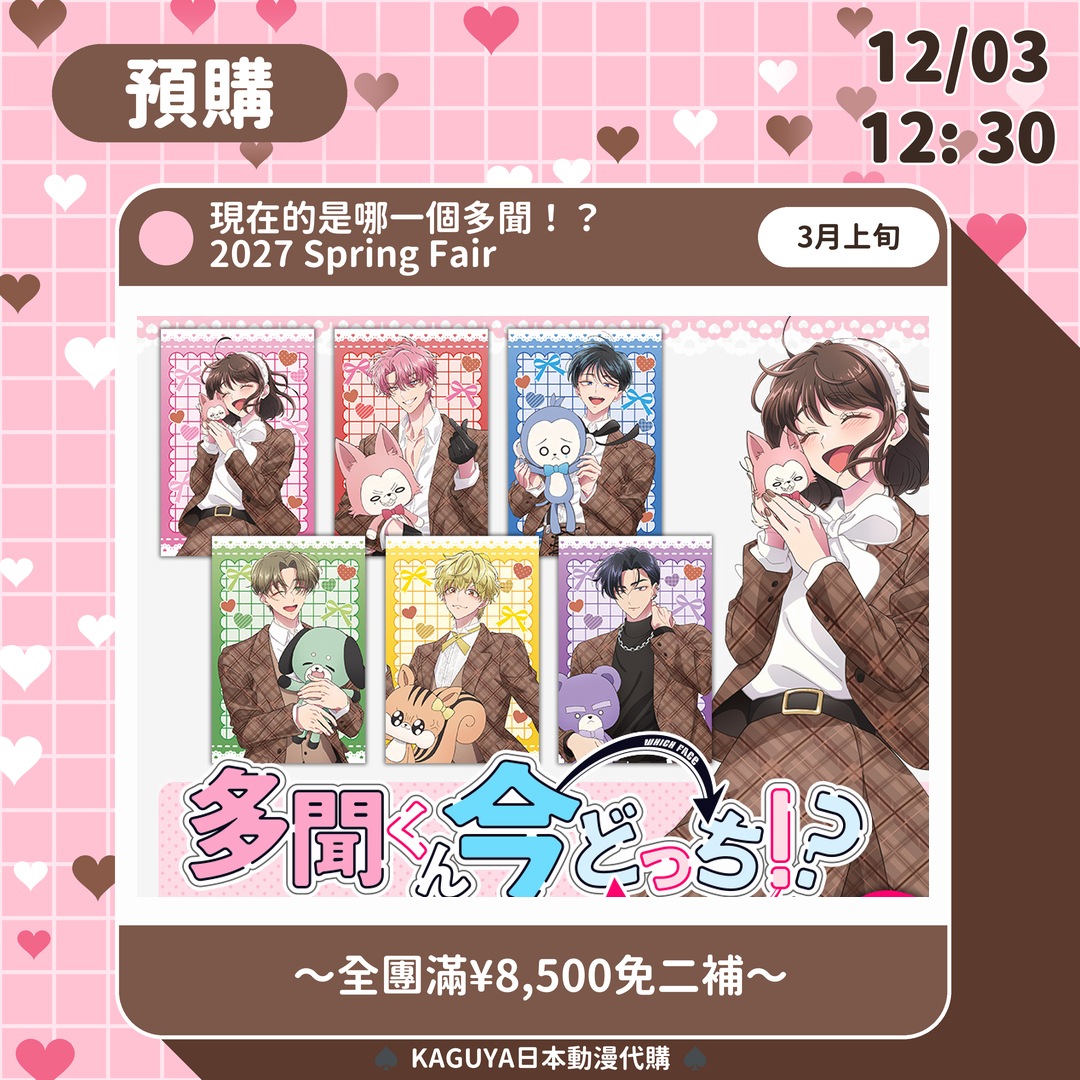 預購
12/03
12:30
現在的是哪一個多聞！？
2027 Spring Fair
3月上旬
WHICH FACE
多聞くん今どっち!?
～全團滿¥8,500免二補～
♠ KAGUYA日本動漫代購 ♠